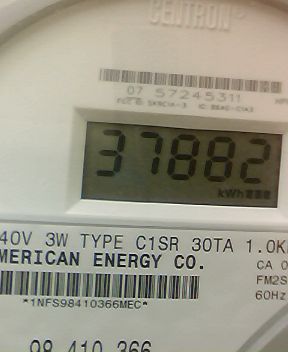 CENTRON®
07 57245311
37882
kWh
40V 3W TYPE C1SR 30TA 1.0K
MERICAN ENERGY CO.
CA 0
FM2S
60Hz
*1NFS98410366MEC*
98 410 366